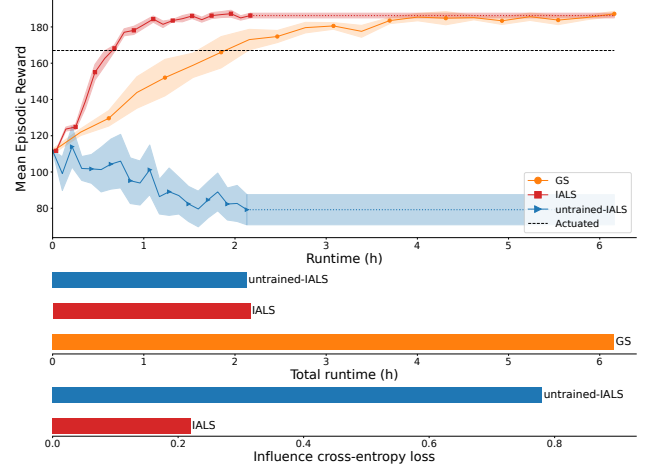 Mean Episodic Reward
180
160
140
120
100
80
GS
IALS
untrained-IALS
Actuated
0 1 2 3 4 5 6
Runtime (h)
untrained-IALS
IALS
GS
0 1 2 3 4 5 6
Total runtime (h)
untrained-IALS
IALS
0.0 0.2 0.4 0.6 0.8
Influence cross-entropy loss